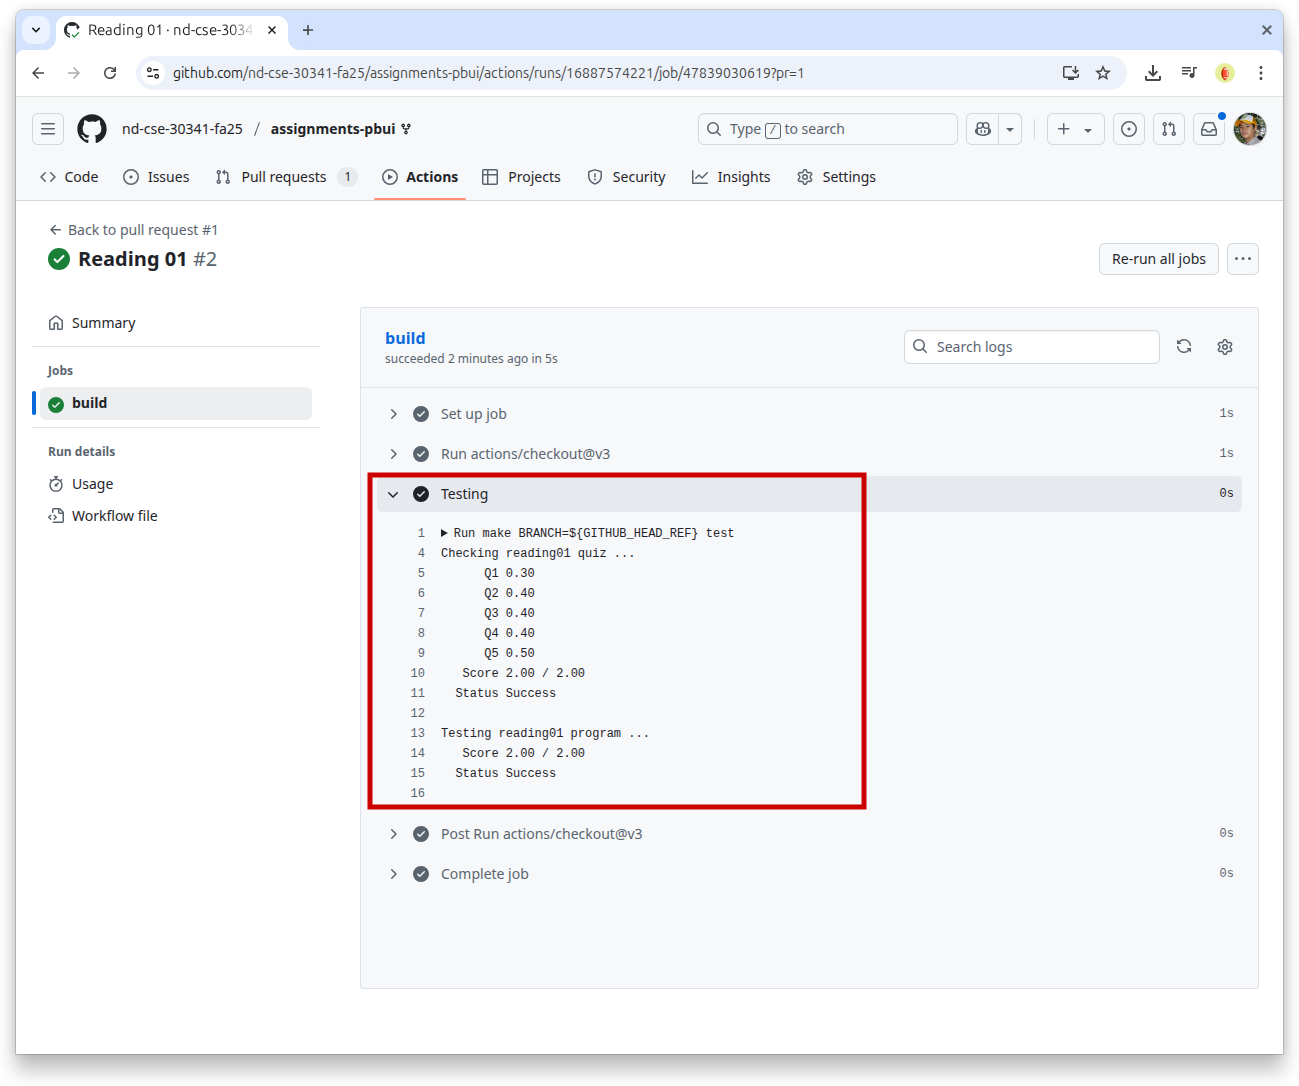 Reading 01 · nd-cse-3034
github.com/nd-cse-30341-fa25/assignments-pbui/actions/runs/16887574221/job/47839030619?pr=1
nd-cse-30341-fa25 / assignments-pbui
Type / to search
Code Issues Pull requests 1 Actions Projects Security Insights Settings
Back to pull request #1
Reading 01 #2
Re-run all jobs
Summary
Jobs
build
Run details
Usage
Workflow file
build
succeeded 2 minutes ago in 5s
Search logs
Set up job 1s
Run actions/checkout@v3 1s
Testing 0s
1 Run make BRANCH=${GITHUB_HEAD_REF} test
4 Checking reading01 quiz ...
5 Q1 0.30
6 Q2 0.40
7 Q3 0.40
8 Q4 0.40
9 Q5 0.50
10 Score 2.00 / 2.00
11 Status Success
12
13 Testing reading01 program ...
14 Score 2.00 / 2.00
15 Status Success
16
Post Run actions/checkout@v3 0s
Complete job 0s